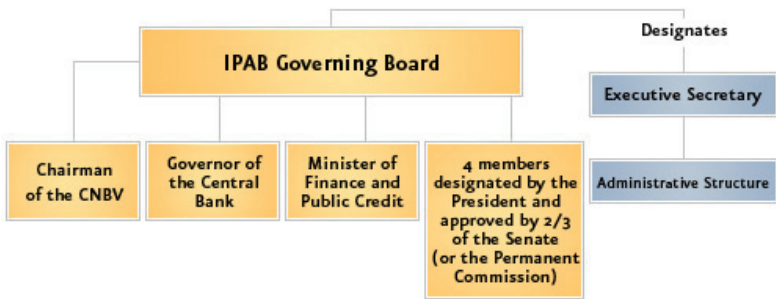 Designates
IPAB Governing Board
Executive Secretary
Chairman
of the CNBV
Governor of
the Central
Bank
Minister of
Finance and
Public Credit
4 members
designated by the
President and
approved by 2/3
of the Senate
(or the Permanent
Commission)
Administrative Structure